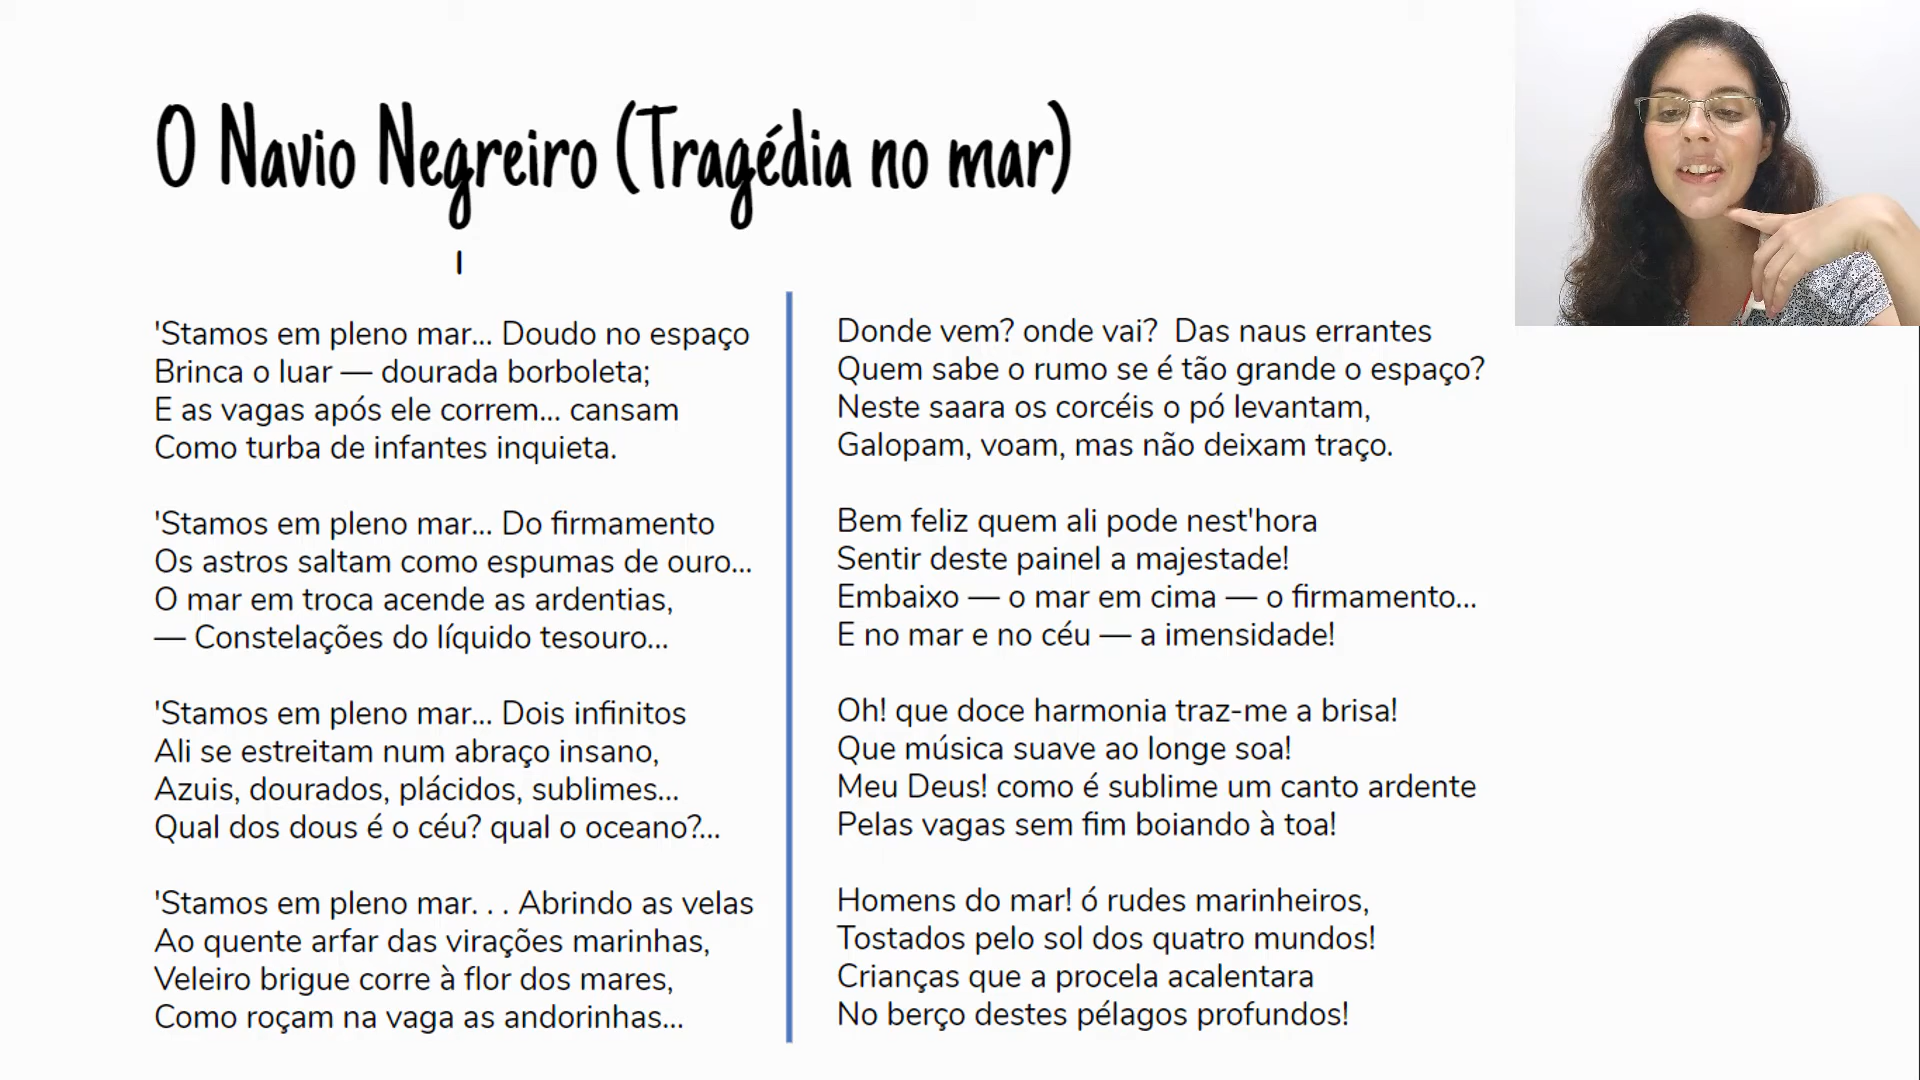 O Navio Negreiro (Tragédia no mar)
I
'Stamos em pleno mar... Doudo no espaço
Brinca o luar — dourada borboleta;
E as vagas após ele correm... cansam
Como turba de infantes inquieta.
'Stamos em pleno mar... Do firmamento
Os astros saltam como espumas de ouro...
O mar em troca acende as ardentias,
— Constelações do líquido tesouro...
'Stamos em pleno mar... Dois infinitos
Ali se estreitam num abraço insano,
Azuis, dourados, plácidos, sublimes...
Qual dos dous é o céu? qual o oceano?...
'Stamos em pleno mar. . . Abrindo as velas
Ao quente arfar das virações marinhas,
Veleiro brigue corre à flor dos mares,
Como roçam na vaga as andorinhas...
Donde vem? onde vai? Das naus errantes
Quem sabe o rumo se é tão grande o espaço?
Neste saara os corcéis o pó levantam,
Galopam, voam, mas não deixam traço.
Bem feliz quem ali pode nest'hora
Sentir deste painel a majestade!
Embaixo — o mar em cima — o firmamento...
E no mar e no céu — a imensidade!
Oh! que doce harmonia traz-me a brisa!
Que música suave ao longe soa!
Meu Deus! como é sublime um canto ardente
Pelas vagas sem fim boiando à toa!
Homens do mar! ó rudes marinheiros,
Tostados pelo sol dos quatro mundos!
Crianças que a procela acalentara
No berço destes pélagos profundos!